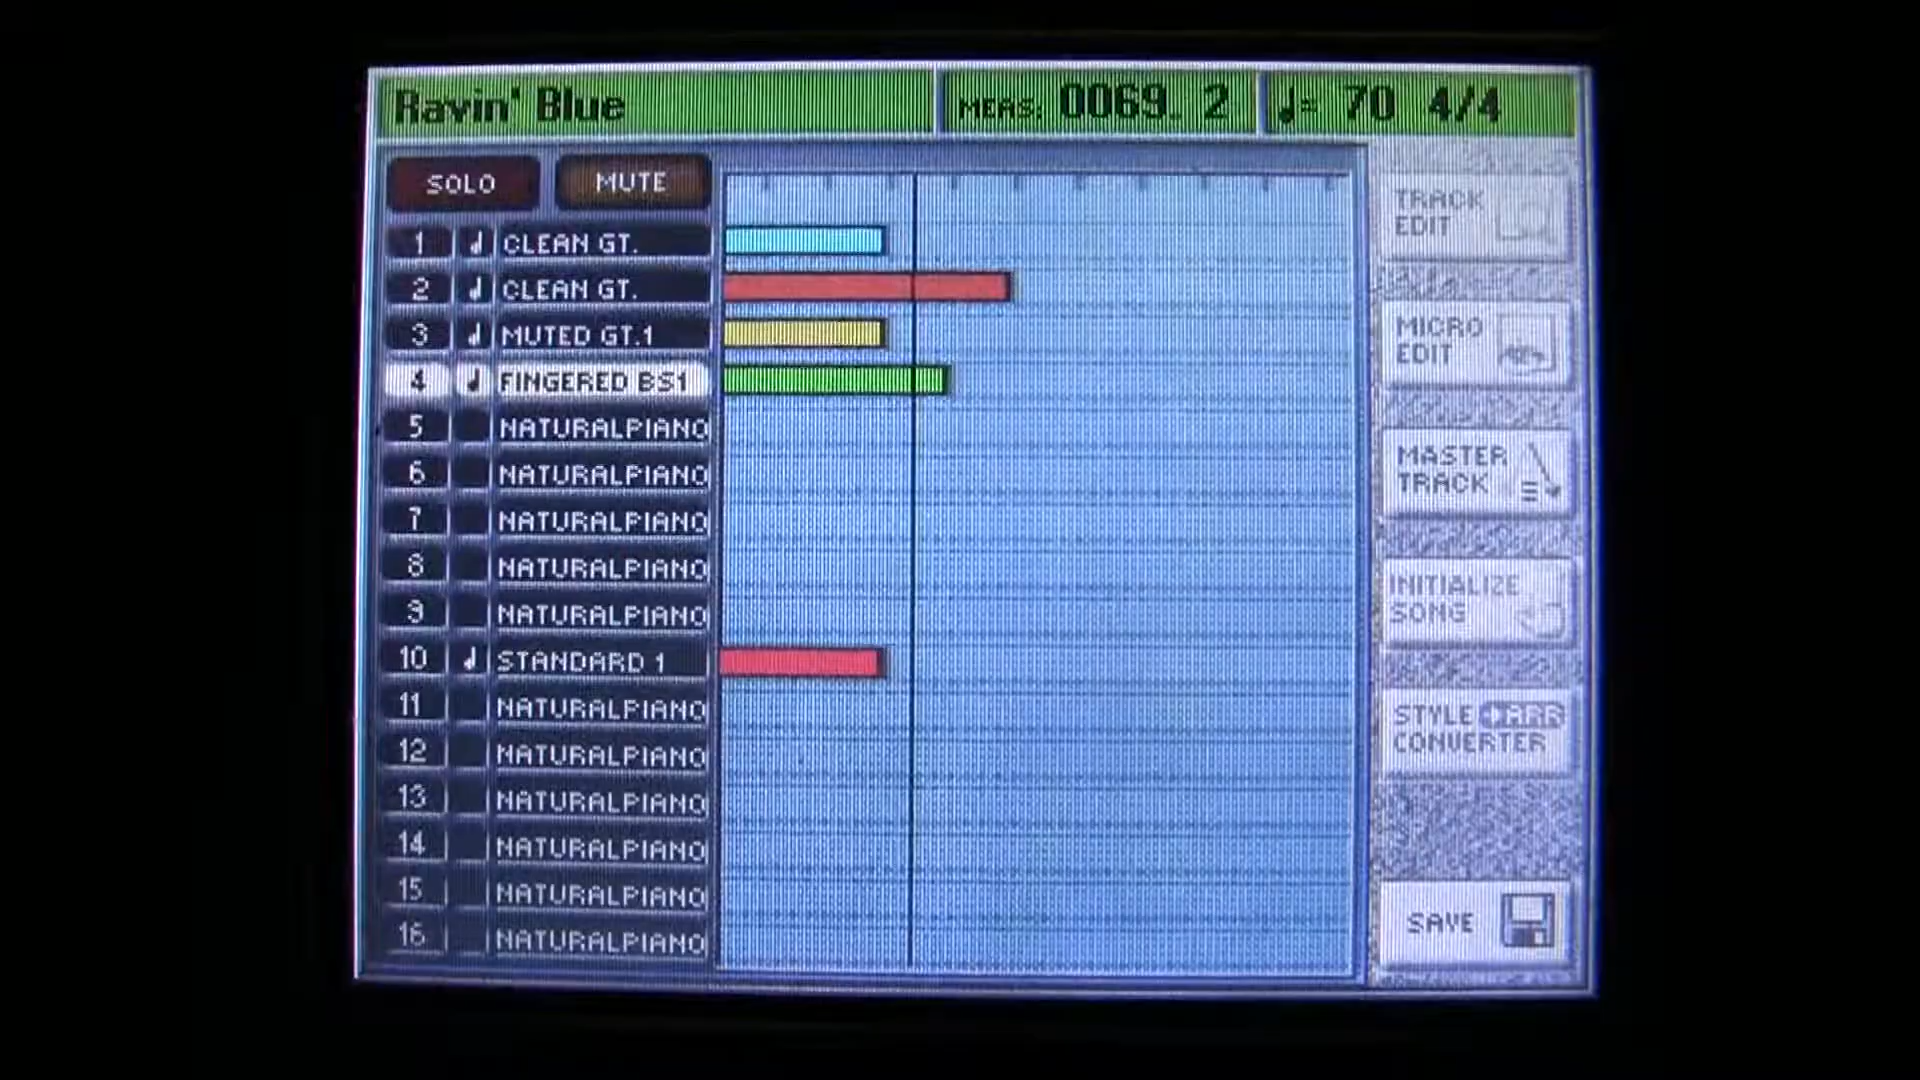 Ravin' Blue
MEAS: 0069. 2
♩= 70 4/4
SOLO
MUTE
1 CLEAN GT.
2 CLEAN GT.
3 MUTED GT.1
4 FINGERED BS1
5 NATURALPIANO
6 NATURALPIANO
7 NATURALPIANO
8 NATURALPIANO
9 NATURALPIANO
10 STANDARD 1
11 NATURALPIANO
12 NATURALPIANO
13 NATURALPIANO
14 NATURALPIANO
15 NATURALPIANO
16 NATURALPIANO
TRACK
EDIT
MICRO
EDIT
MASTER
TRACK
INITIALIZE
SONG
STYLE →ARR
CONVERTER
SAVE